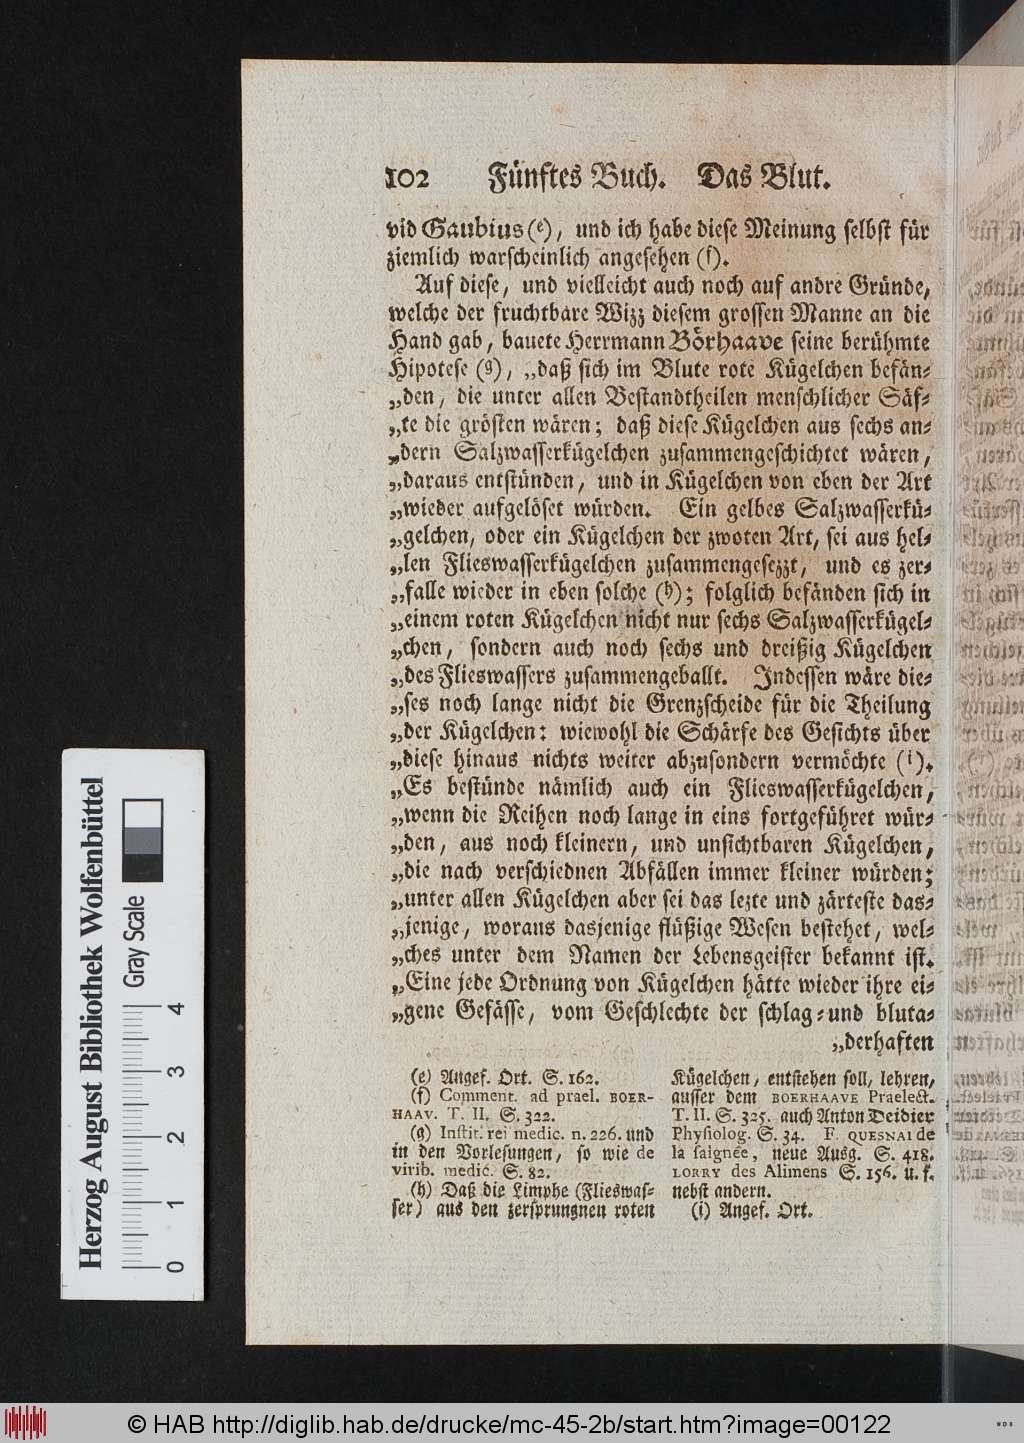 102 Fünftes Buch. Das Blut.
vid Gaubius (e), und ich habe diese Meinung selbst für
ziemlich warscheinlich angesehen (f).
Auf diese, und vielleicht auch noch auf andre Gründe,
welche der fruchtbare Wizz diesem grossen Manne an die
Hand gab, bauete Herrmann Börhaave seine berühmte
Hipotese (g), „daß sich im Blute rote Kügelchen befän-
„den, die unter allen Bestandtheilen menschlicher Säf-
„te die grösten wären; daß diese Kügelchen aus sechs an-
„dern Salzwasserkügelchen zusammengeschichtet wären,
„daraus entstünden, und in Kügelchen von eben der Art
„wieder aufgelöset würden. Ein gelbes Salzwasserkü-
„gelchen, oder ein Kügelchen der zwoten Art, sei aus hel-
„len Flieswasserkügelchen zusammengesezzt, und es zer-
„falle wieder in eben solche (h); folglich befänden sich in
„einem roten Kügelchen nicht nur sechs Salzwasserkügel-
„chen, sondern auch noch sechs und dreißig Kügelchen
„des Flieswassers zusammengeballt. Indessen wäre die-
„ses noch lange nicht die Grenzscheide für die Theilung
„der Kügelchen: wiewohl die Schärfe des Gesichts über
„diese hinaus nichts weiter abzusondern vermöchte (i).
„Es bestünde nämlich auch ein Flieswasserkügelchen,
„wenn die Reihen noch lange in eins fortgeführet wür-
„den, aus noch kleinern, und unsichtbaren Kügelchen,
„die nach verschiednen Abfällen immer kleiner würden;
„unter allen Kügelchen aber sei das lezte und zärteste das-
„jenige, woraus dasjenige flüßige Wesen bestehet, wel-
„ches unter dem Namen der Lebensgeister bekannt ist.
„Eine jede Ordnung von Kügelchen hätte wieder ihre ei-
„gene Gefässe, vom Geschlechte der schlag-und bluta-
„derhaften
(e) Angef. Ort. S. 162.
(f) Comment. ad prael. BOER-
HAAV. T. II. S. 322.
(g) Instit. rei medic. n. 226. und
in den Vorlesungen, so wie de
virib. medic. S. 82.
(h) Daß die Limphe (Flieswas-
ser) aus den zersprungnen roten
Kügelchen, entstehen soll, lehren,
ausser dem BOERHAAVE Praelect.
T. II. S. 325. auch Anton Deidier
Physiolog. S. 34. F. QUESNAI de
la saignée, neue Ausg. S. 418.
LORRY des Alimens S. 156. u. f.
nebst andern.
(i) Angef. Ort.
Herzog August Bibliothek Wolfenbüttel
Gray Scale
0 1 2 3 4
© HAB http://diglib.hab.de/drucke/mc-45-2b/start.htm?image=00122